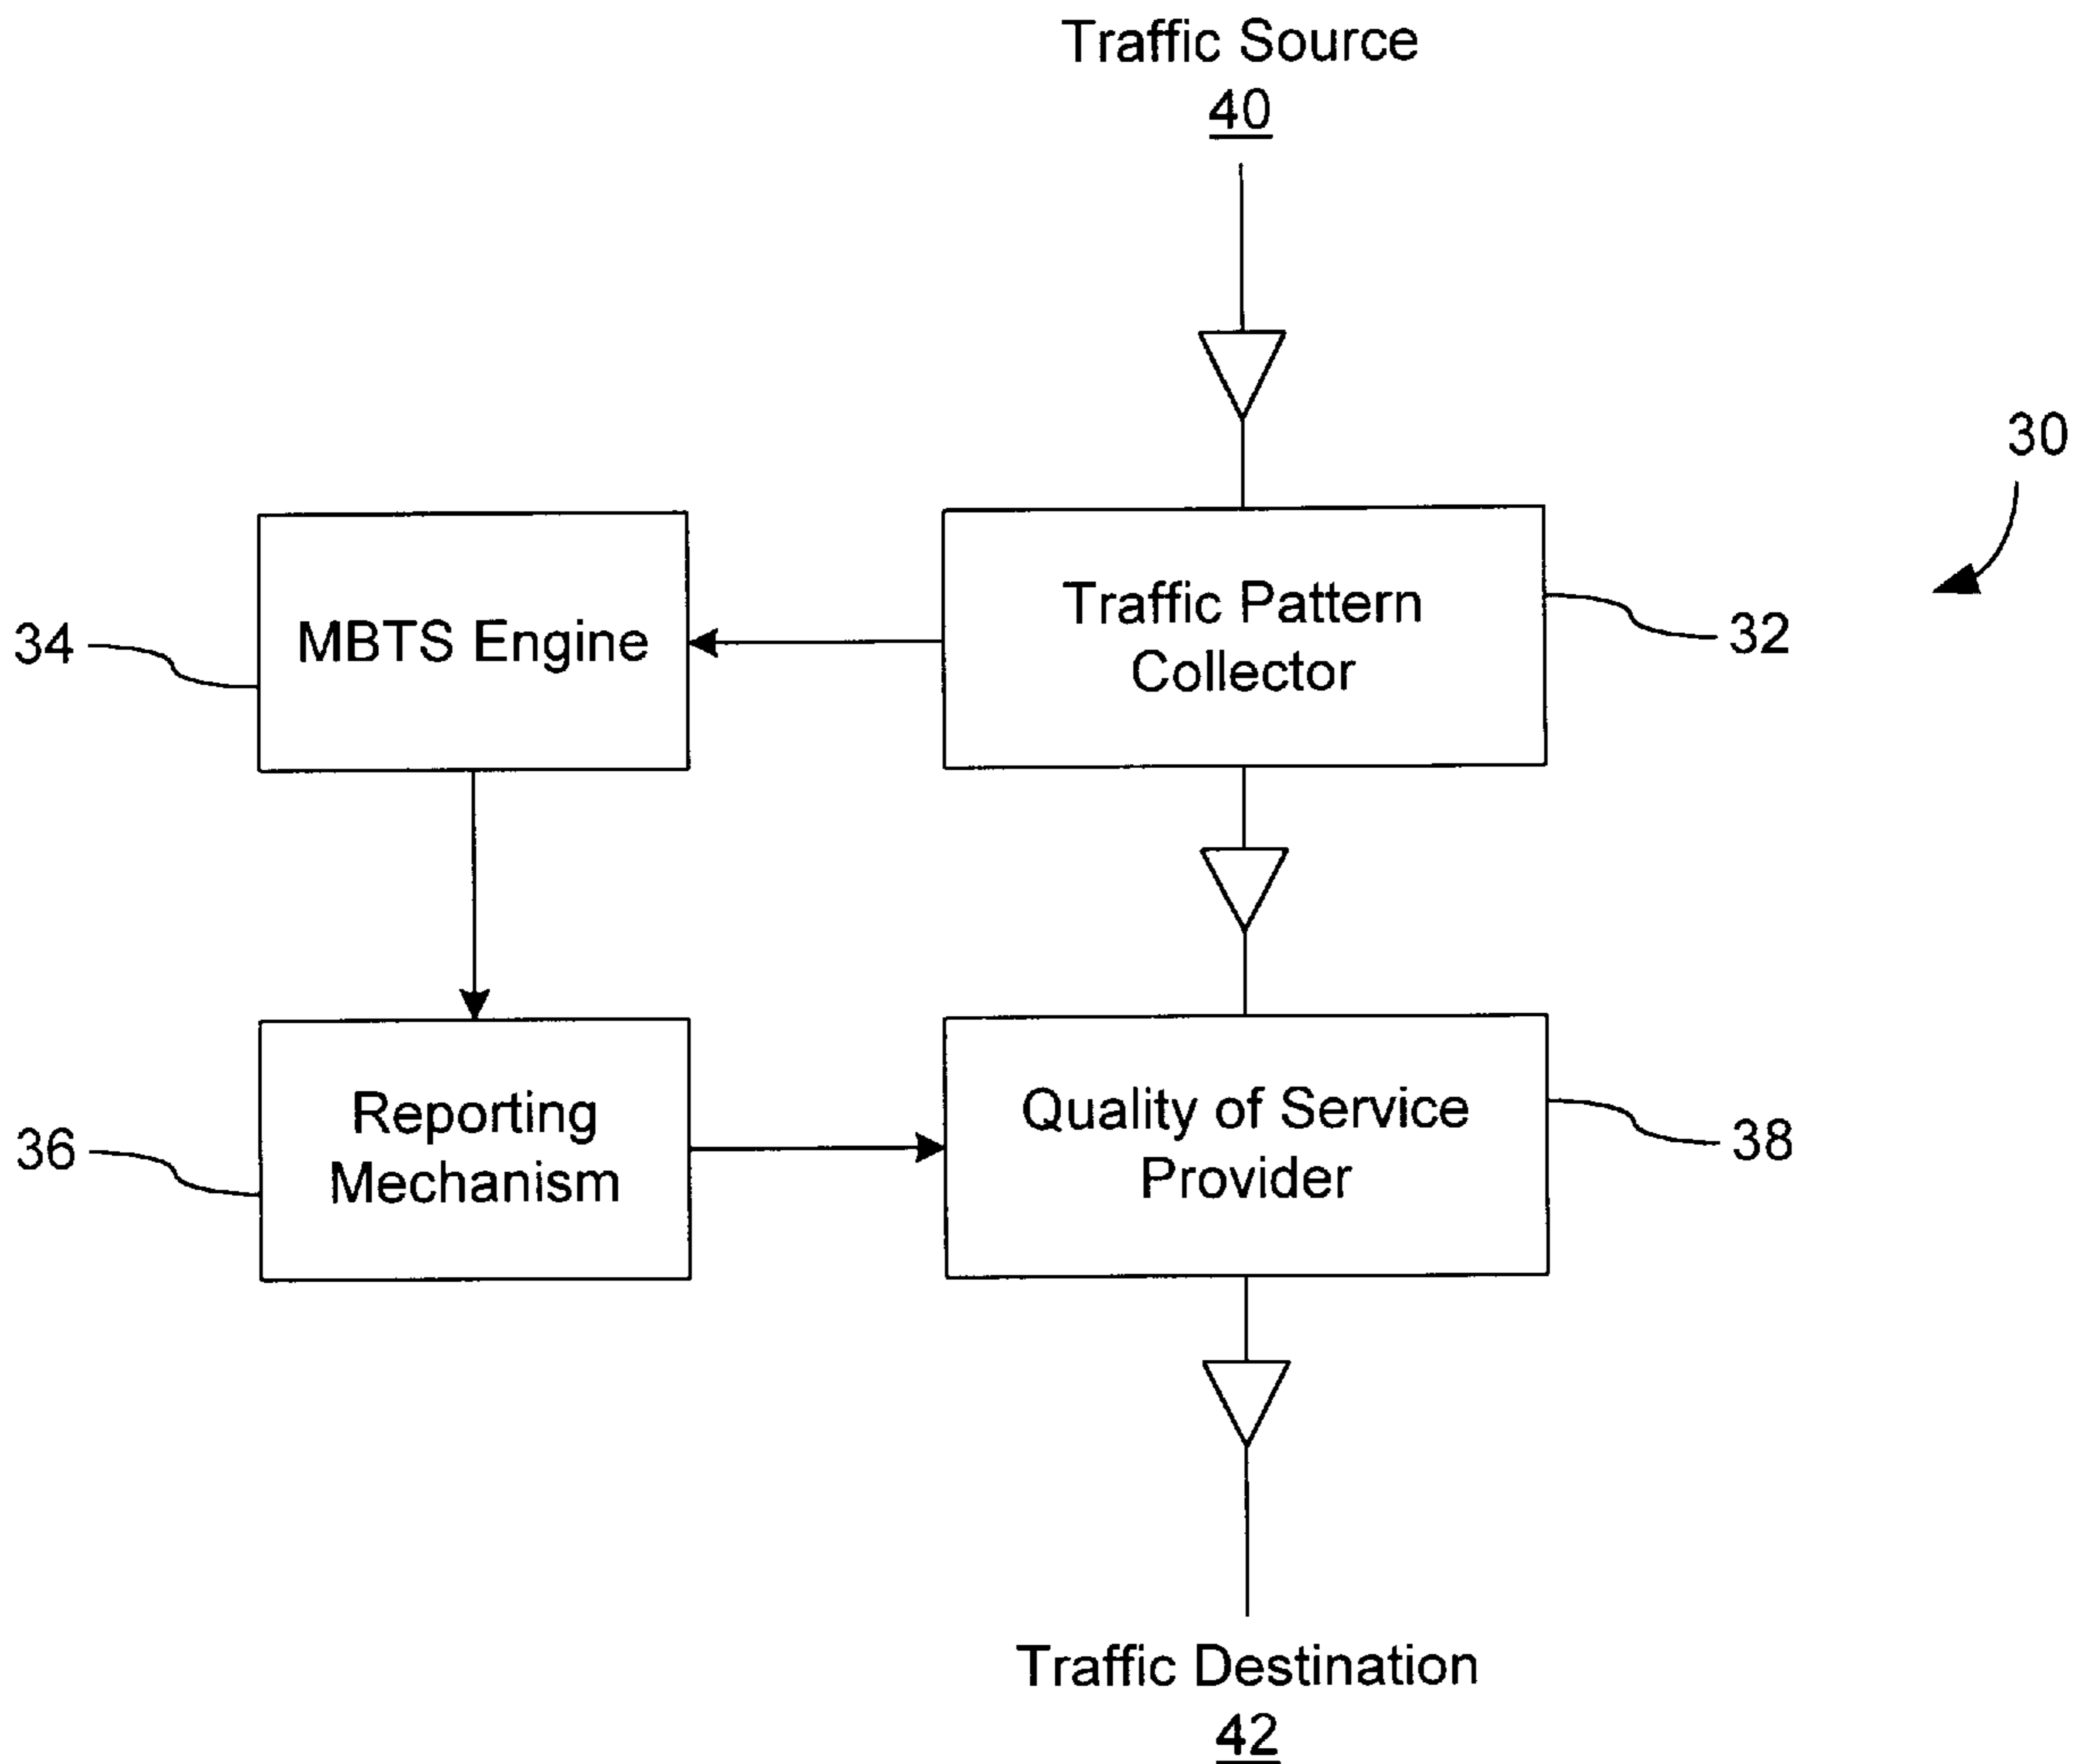 Traffic Source
40
30
Traffic Pattern
Collector
32
34
MBTS Engine
36
Reporting
Mechanism
Quality of Service
Provider
38
Traffic Destination
42